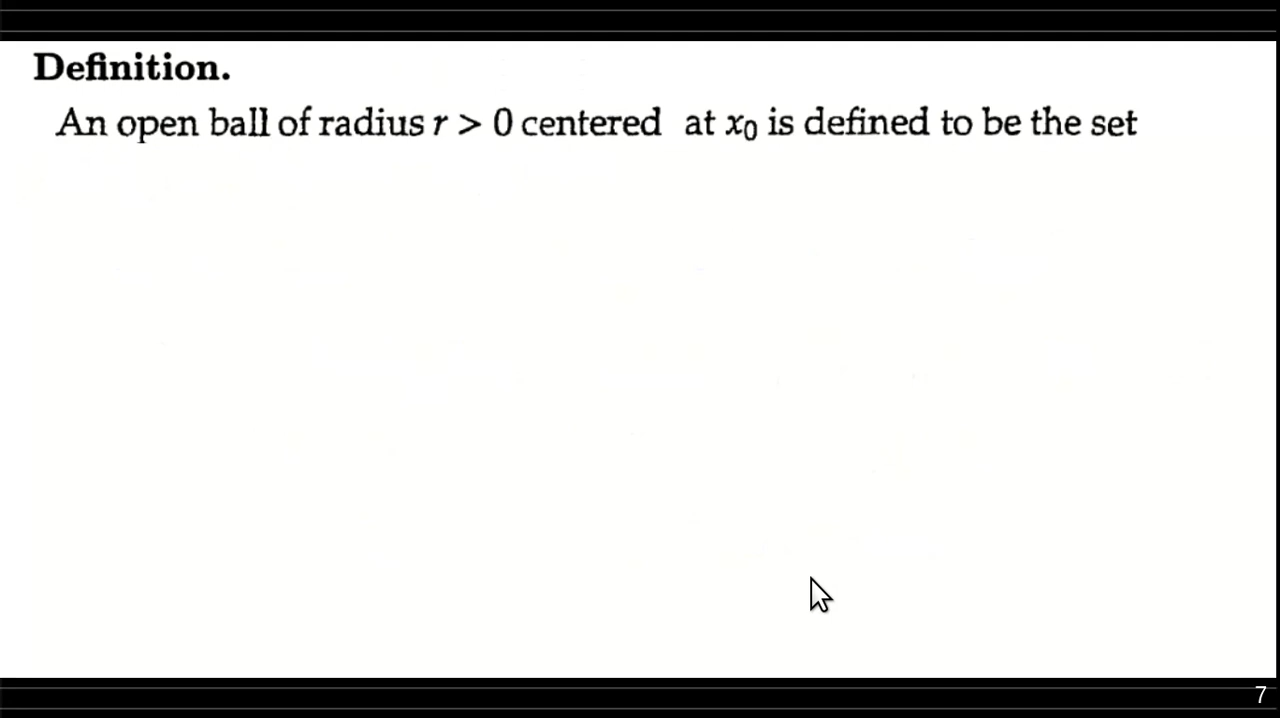 Definition.
An open ball of radius r > 0 centered at x₀ is defined to be the set
7